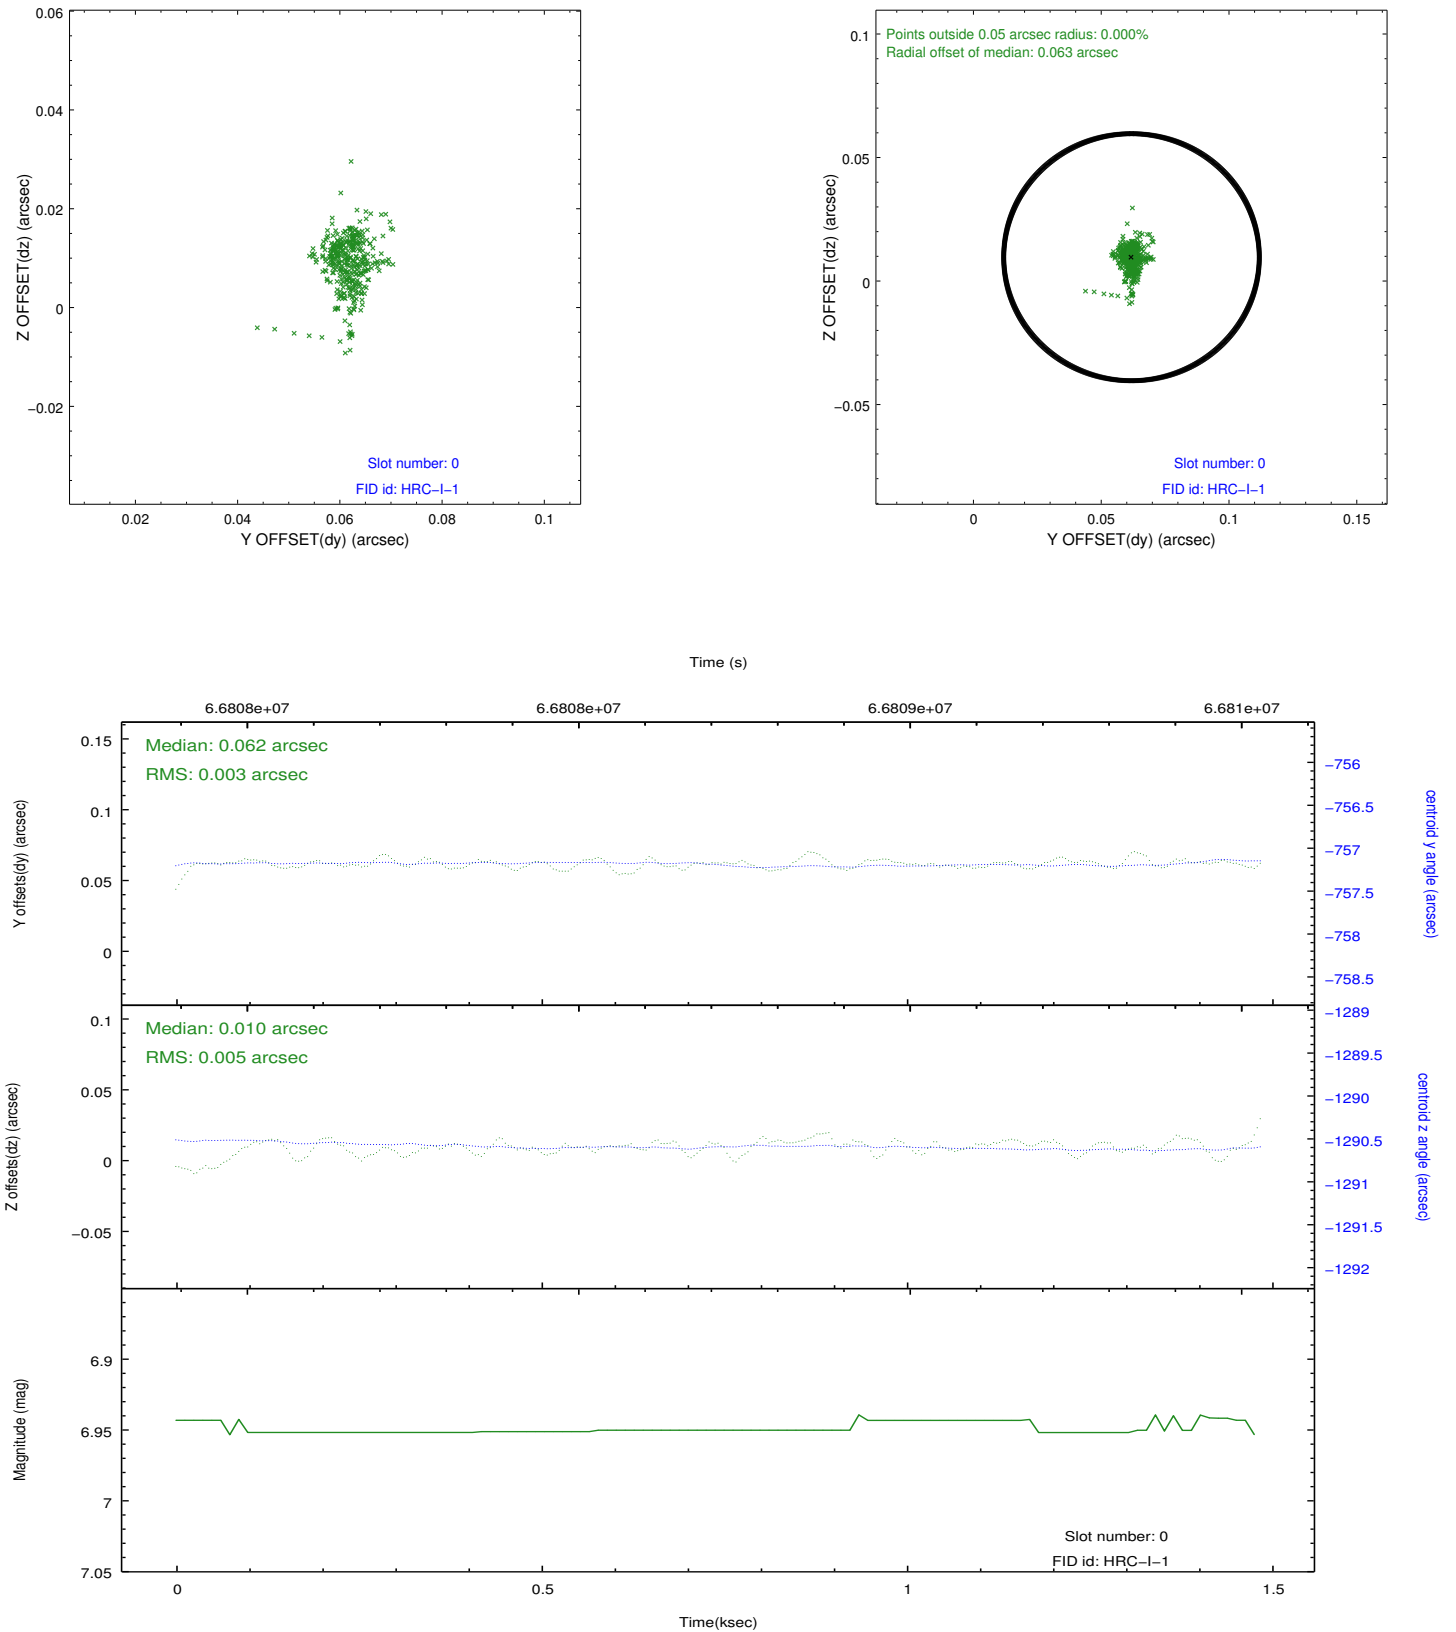 0.06
0.04
0.02
0
−0.02
Z OFFSET(dz) (arcsec)
Slot number: 0
FID id: HRC−I−1
0.02
0.04
0.06
0.08
0.1
Y OFFSET(dy) (arcsec)
Points outside 0.05 arcsec radius: 0.000%
Radial offset of median: 0.063 arcsec
0.1
0.05
0
−0.05
Z OFFSET(dz) (arcsec)
Slot number: 0
FID id: HRC−I−1
0
0.05
0.1
0.15
Y OFFSET(dy) (arcsec)
Time (s)
6.6808e+07
6.6808e+07
6.6809e+07
6.681e+07
Median: 0.062 arcsec
RMS: 0.003 arcsec
0.15
0.1
0.05
0
Y offsets(dy) (arcsec)
−756
−756.5
−757
−757.5
−758
−758.5
centroid y angle (arcsec)
Median: 0.010 arcsec
RMS: 0.005 arcsec
0.1
0.05
0
−0.05
Z offsets(dz) (arcsec)
−1289
−1289.5
−1290
−1290.5
−1291
−1291.5
−1292
centroid z angle (arcsec)
6.9
6.95
7
7.05
Magnitude (mag)
Slot number: 0
FID id: HRC−I−1
0
0.5
1
1.5
Time(ksec)